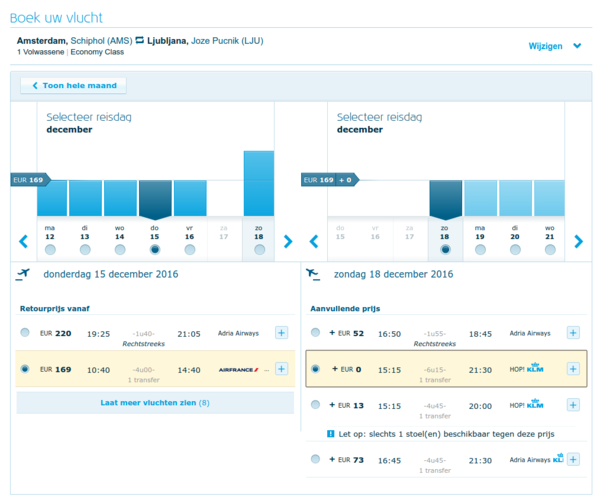 Boek uw vlucht
Amsterdam, Schiphol (AMS) Ljubljana, Joze Pucnik (LJU)
1 Volwassene | Economy Class
Wijzigen
Toon hele maand
Selecteer reisdag
december
EUR 169
ma di wo do vr za zo
12 13 14 15 16 17 18
Selecteer reisdag
december
EUR 169 + 0
do vr za zo ma di wo
15 16 17 18 19 20 21
donderdag 15 december 2016
Retourprijs vanaf
EUR 220 19:25 -1u40- 21:05 Adria Airways +
Rechtstreeks
EUR 169 10:40 -4u00- 14:40 AIRFRANCE ... +
1 transfer
Laat meer vluchten zien (8)
zondag 18 december 2016
Aanvullende prijs
+ EUR 52 16:50 -1u55- 18:45 Adria Airways +
Rechtstreeks
+ EUR 0 15:15 -6u15- 21:30 HOP! KLM +
1 transfer
+ EUR 13 15:15 -4u45- 20:00 HOP! KLM +
1 transfer
! Let op: slechts 1 stoel(en) beschikbaar tegen deze prijs
+ EUR 73 16:45 -4u45- 21:30 Adria Airways KL +
1 transfer